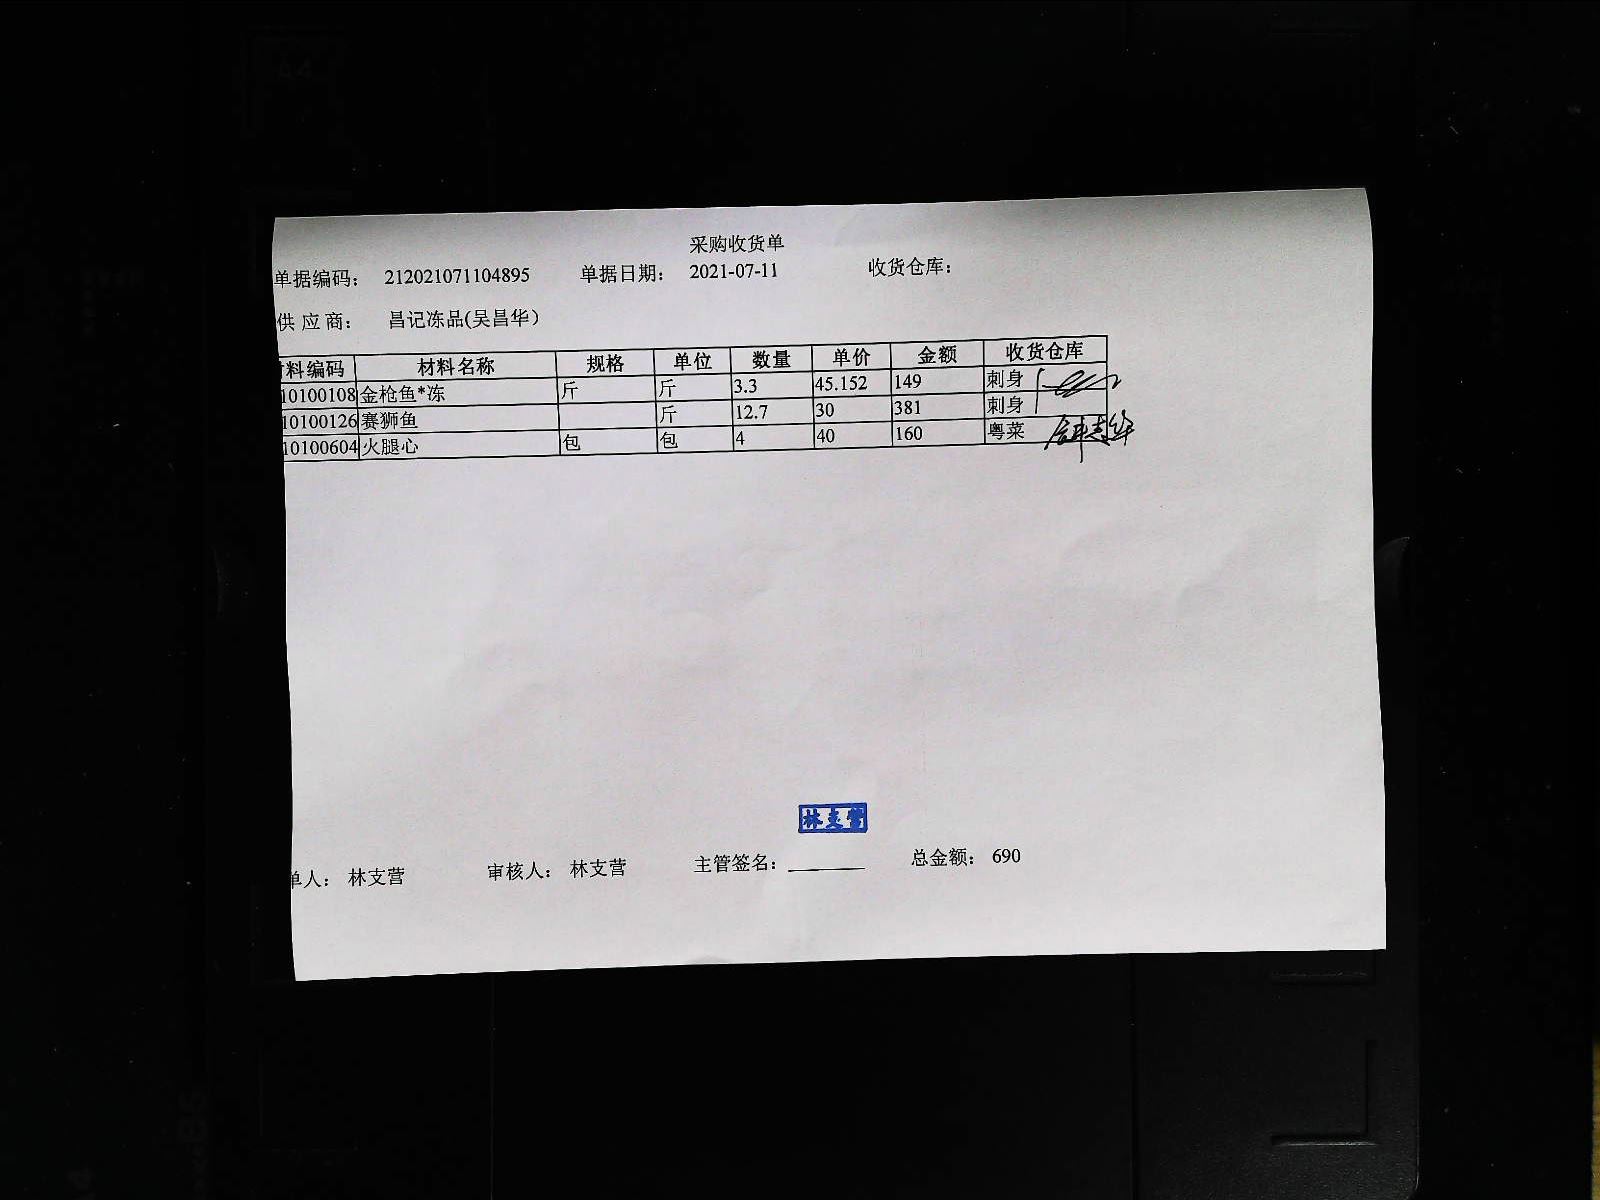 采购收货单
单据编码： 212021071104895 单据日期： 2021-07-11 收货仓库：
供 应 商： 昌记冻品(吴昌华）
料编码 材料名称 规格 单位 数量 单价 金额 收货仓库
10100108 金枪鱼*冻 斤 斤 3.3 45.152 149 刺身
10100126 赛狮鱼 斤 12.7 30 381 刺身
10100604 火腿心 包 包 4 40 160 粤菜 钟志华
林支营
单人： 林支营 审核人： 林支营 主管签名： 总金额： 690